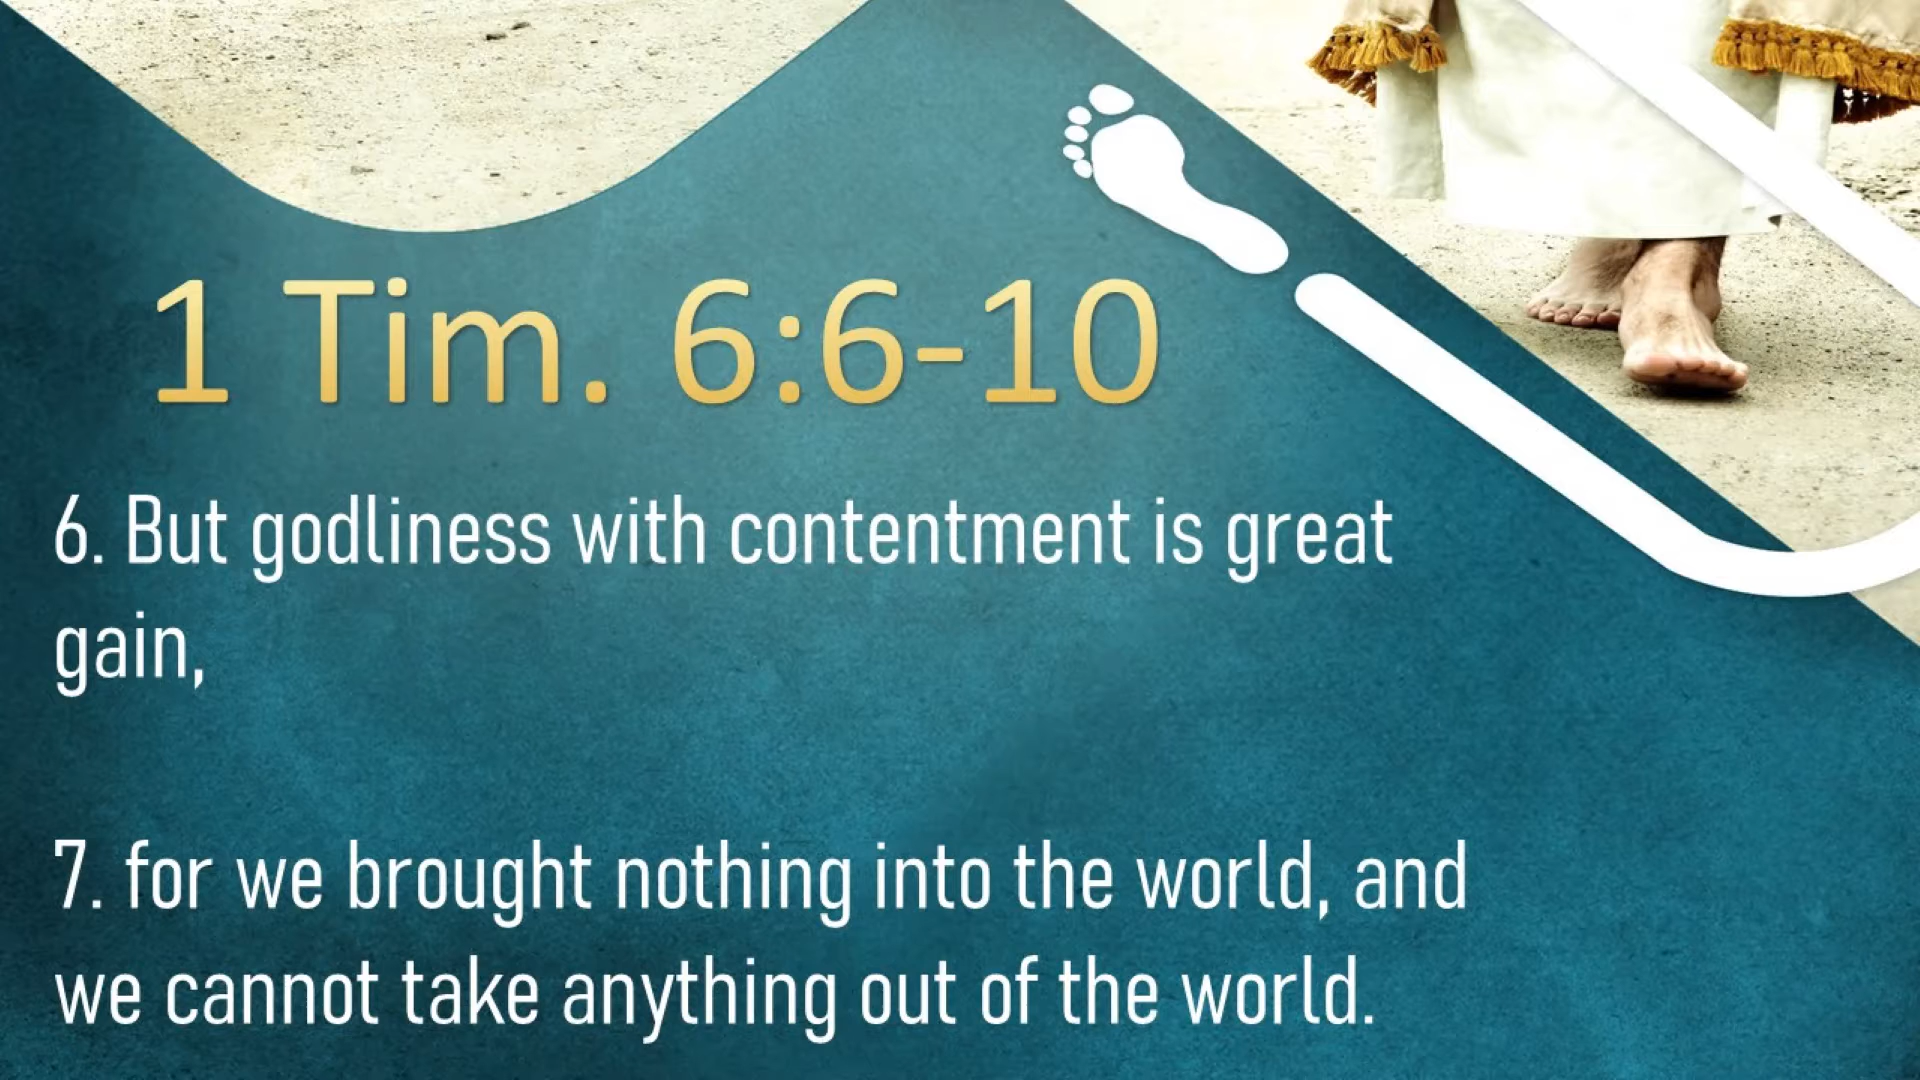 1 Tim. 6:6-10
6. But godliness with contentment is great
gain,
7. for we brought nothing into the world, and
we cannot take anything out of the world.